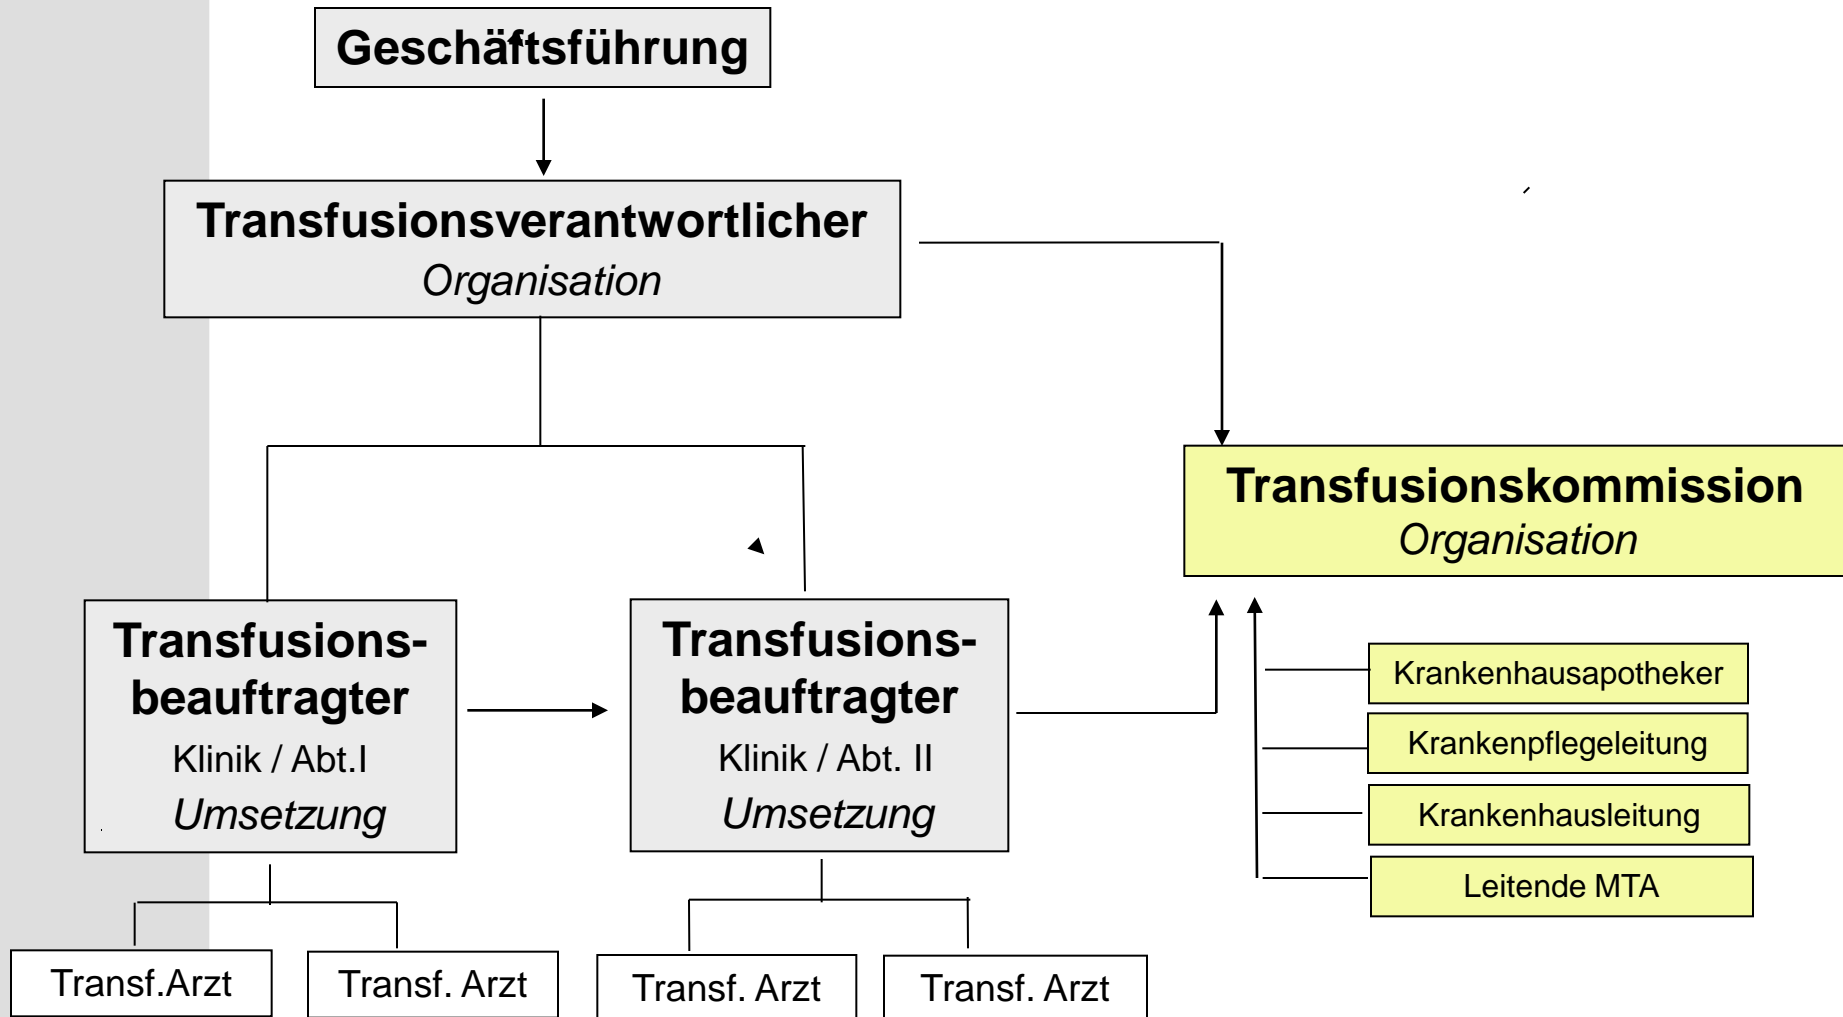 Geschäftsführung
Transfusionsverantwortlicher
Organisation
Transfusionskommission
Organisation
Transfusions-
beauftragter
Klinik / Abt.I
Umsetzung
Transfusions-
beauftragter
Klinik / Abt. II
Umsetzung
Krankenhausapotheker
Krankenpflegeleitung
Krankenhausleitung
Leitende MTA
Transf.Arzt
Transf. Arzt
Transf. Arzt
Transf. Arzt